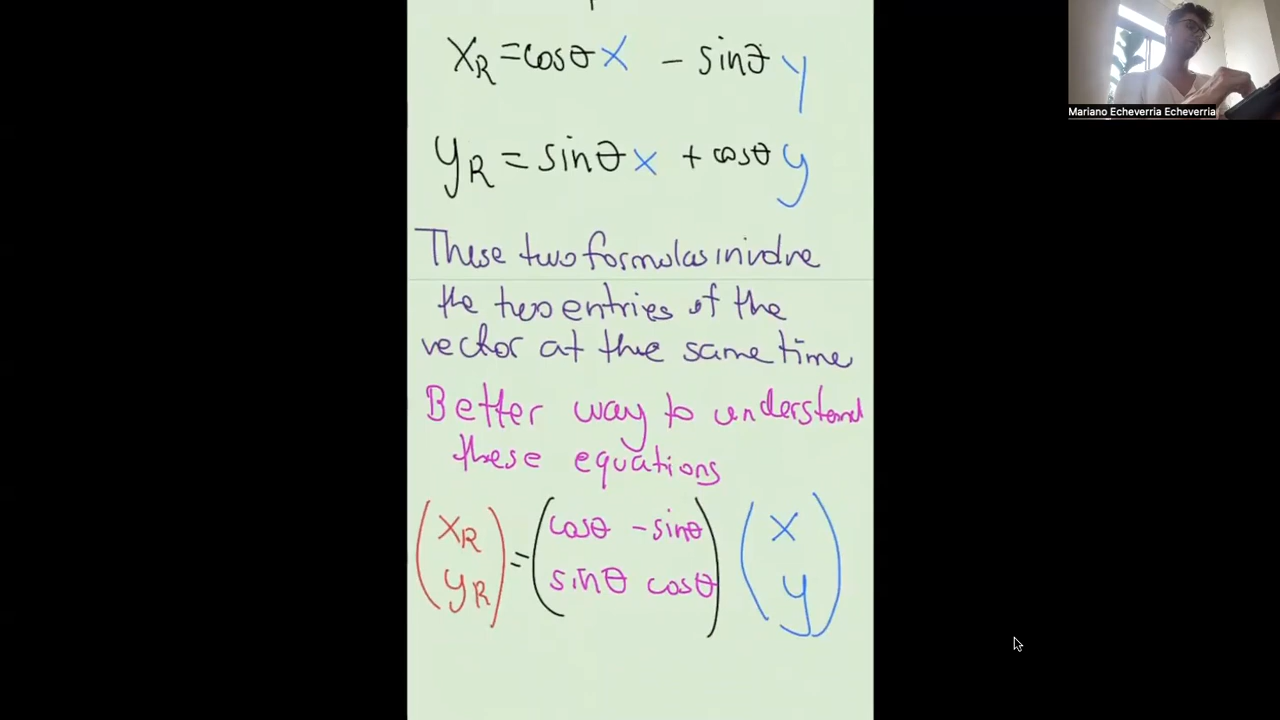 x_R = cosθ x - sinθ y
y_R = sinθ x + cosθ y
These two formulas involve
the two entries of the
vector at the same time
Better way to understand
these equations
(x_R) = (cosθ -sinθ) (x)
(y_R) (sinθ cosθ) (y)
Mariano Echeverria Echeverria